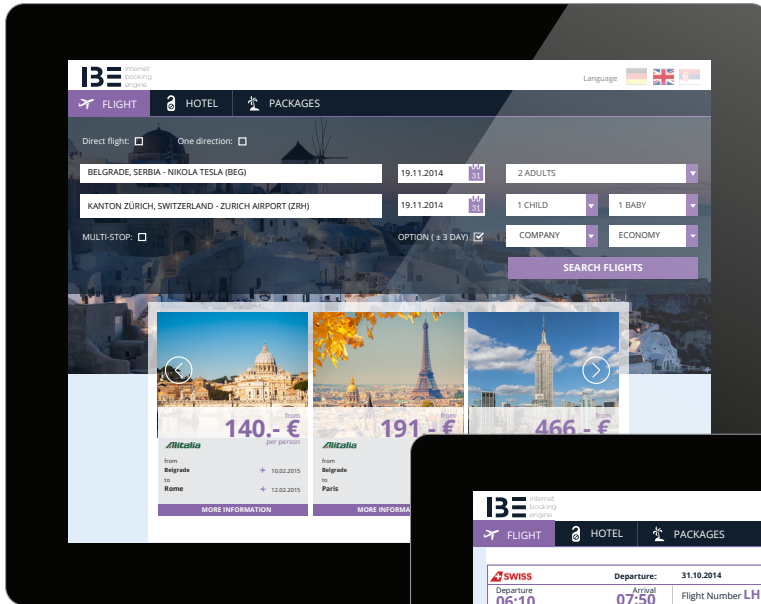 IBE internet
booking
engine
Language
FLIGHT HOTEL PACKAGES
Direct flight: One direction:
BELGRADE, SERBIA - NIKOLA TESLA (BEG) 19.11.2014 31 2 ADULTS
KANTON ZÜRICH, SWITZERLAND - ZURICH AIRPORT (ZRH) 19.11.2014 31 1 CHILD 1 BABY
MULTI-STOP: OPTION ( ± 3 DAY) COMPANY ECONOMY
SEARCH FLIGHTS
from
140.- €
per person
Alitalia
from
Belgrade 10.02.2015
to
Rome 12.02.2015
MORE INFORMATION
from
191 - €
Alitalia
from
Belgrade
to
Paris
MORE INFORMA
from
466 - €
IBE internet
booking
engine
FLIGHT HOTEL PACKAGES
SWISS Departure: 31.10.2014
Departure Arrival Flight Number LH
06:10 07:50